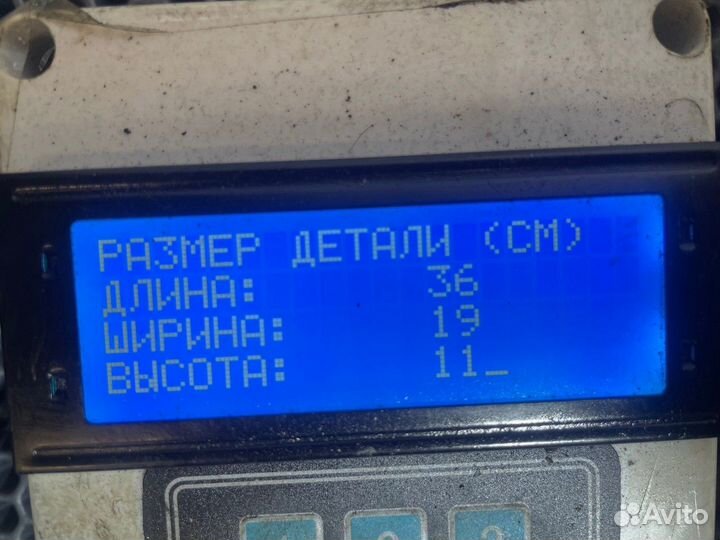 РАЗМЕР ДЕТАЛИ (СМ)
ДЛИНА: 36
ШИРИНА: 19
ВЫСОТА: 11_
Avito